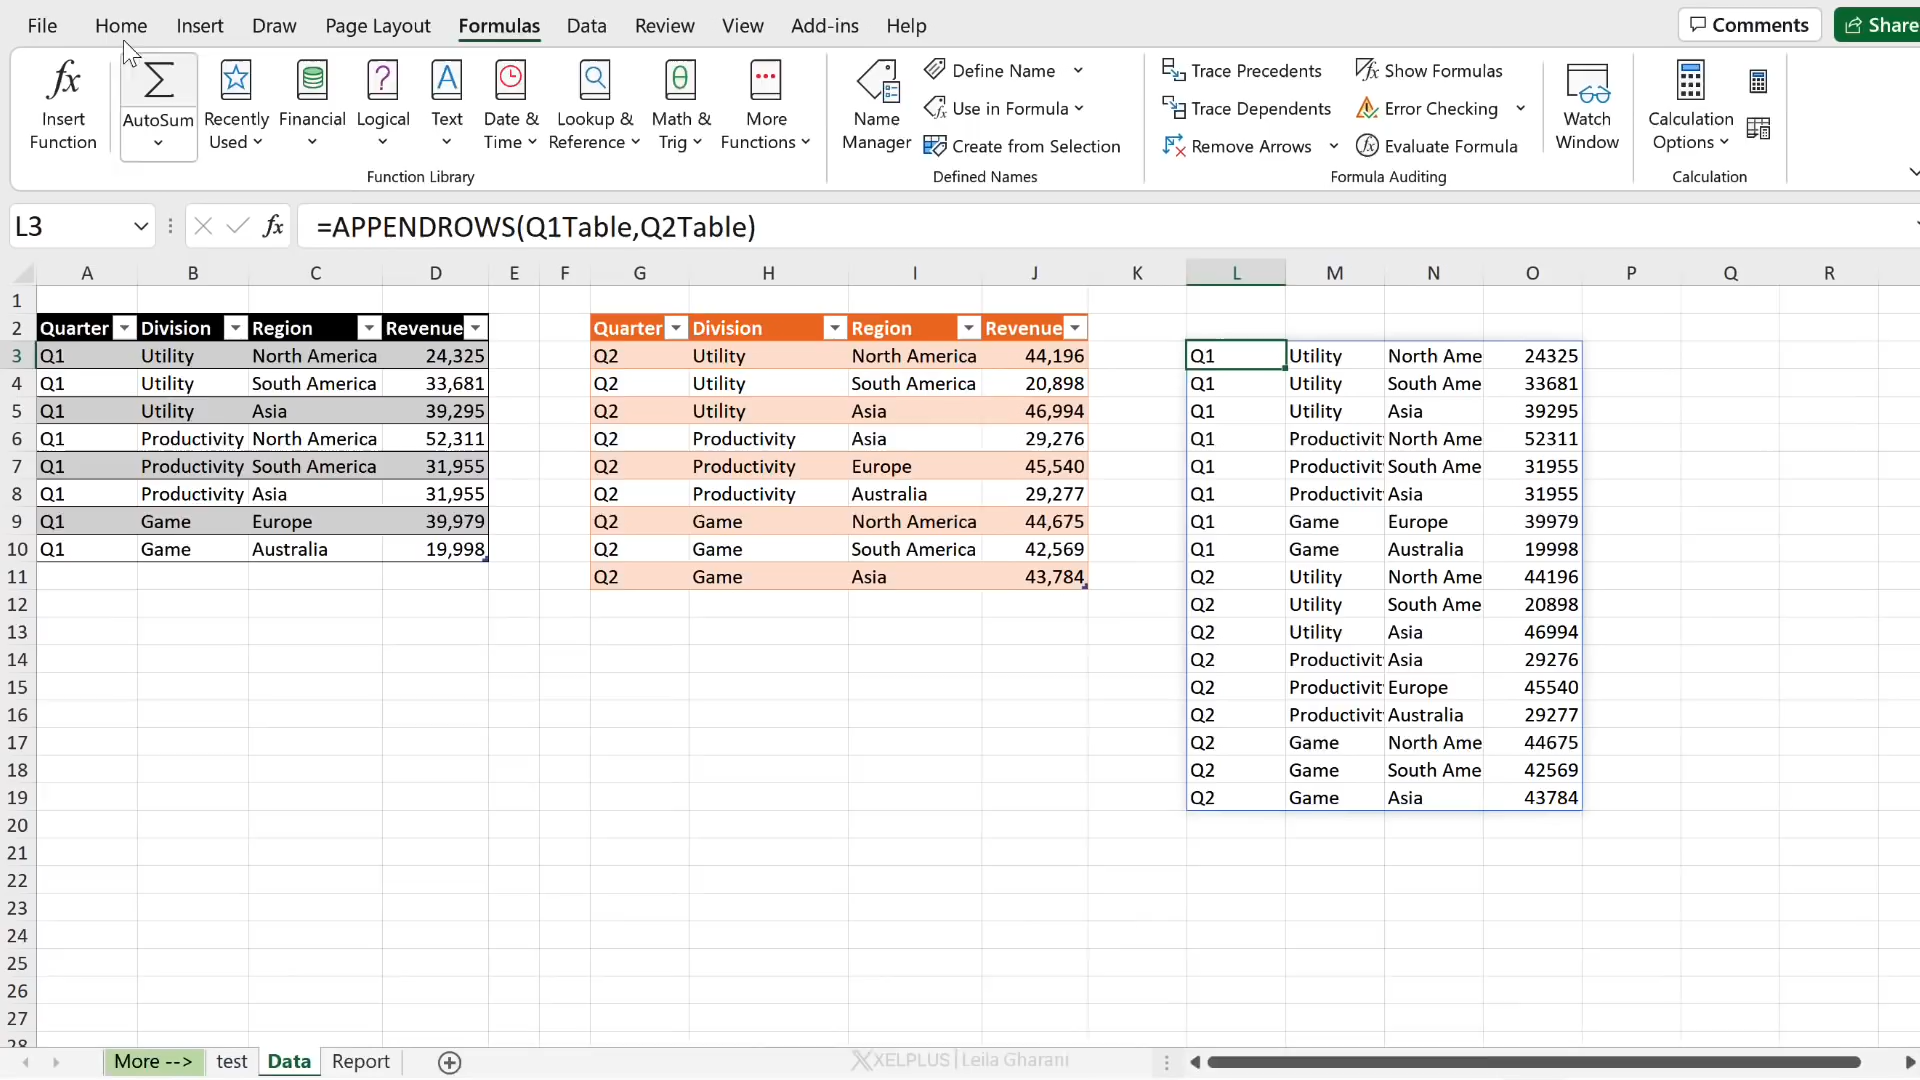 File Home Insert Draw Page Layout Formulas Data Review View Add-ins Help Comments Share
Insert Function AutoSum Recently Used Financial Logical Text Date & Time Lookup & Reference Math & Trig More Functions
Function Library
Name Manager Define Name Use in Formula Create from Selection
Defined Names
Trace Precedents Trace Dependents Remove Arrows Show Formulas Error Checking Evaluate Formula
Formula Auditing
Watch Window
Calculation Options
Calculation
L3 fx =APPENDROWS(Q1Table,Q2Table)
A B C D E F G H I J K L M N O P Q R
1
2 Quarter Division Region Revenue Quarter Division Region Revenue
3 Q1 Utility North America 24,325 Q2 Utility North America 44,196 Q1 Utility North Ame 24325
4 Q1 Utility South America 33,681 Q2 Utility South America 20,898 Q1 Utility South Ame 33681
5 Q1 Utility Asia 39,295 Q2 Utility Asia 46,994 Q1 Utility Asia 39295
6 Q1 Productivity North America 52,311 Q2 Productivity Asia 29,276 Q1 Productivit North Ame 52311
7 Q1 Productivity South America 31,955 Q2 Productivity Europe 45,540 Q1 Productivit South Ame 31955
8 Q1 Productivity Asia 31,955 Q2 Productivity Australia 29,277 Q1 Productivit Asia 31955
9 Q1 Game Europe 39,979 Q2 Game North America 44,675 Q1 Game Europe 39979
10 Q1 Game Australia 19,998 Q2 Game South America 42,569 Q1 Game Australia 19998
11 Q2 Game Asia 43,784 Q2 Utility North Ame 44196
12 Q2 Utility South Ame 20898
13 Q2 Utility Asia 46994
14 Q2 Productivit Asia 29276
15 Q2 Productivit Europe 45540
16 Q2 Productivit Australia 29277
17 Q2 Game North Ame 44675
18 Q2 Game South Ame 42569
19 Q2 Game Asia 43784
20
21
22
23
24
25
26
27
28
More --> test Data Report XELPLUS | Leila Gharani